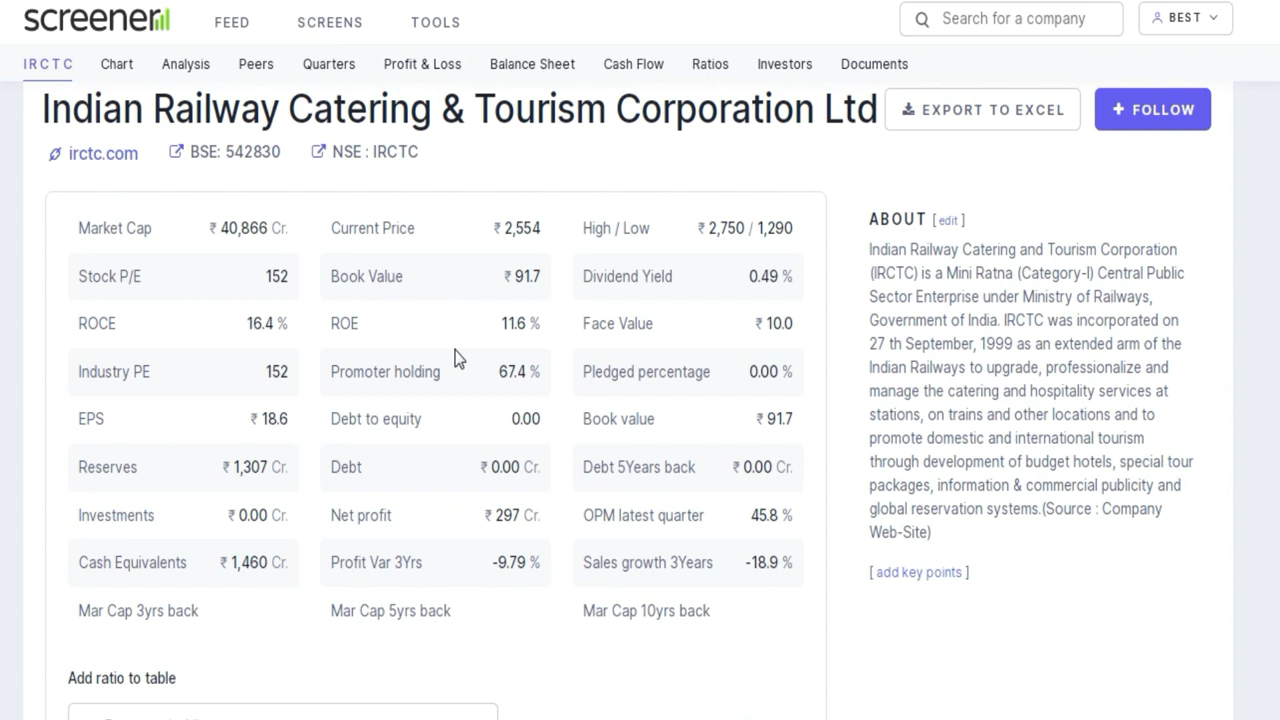 screener
FEED SCREENS TOOLS
Search for a company
BEST
IRCTC Chart Analysis Peers Quarters Profit & Loss Balance Sheet Cash Flow Ratios Investors Documents
Indian Railway Catering & Tourism Corporation Ltd
EXPORT TO EXCEL
+ FOLLOW
irctc.com BSE: 542830 NSE : IRCTC
Market Cap ₹ 40,866 Cr. Current Price ₹ 2,554 High / Low ₹ 2,750 / 1,290
Stock P/E 152 Book Value ₹ 91.7 Dividend Yield 0.49 %
ROCE 16.4 % ROE 11.6 % Face Value ₹ 10.0
Industry PE 152 Promoter holding 67.4 % Pledged percentage 0.00 %
EPS ₹ 18.6 Debt to equity 0.00 Book value ₹ 91.7
Reserves ₹ 1,307 Cr. Debt ₹ 0.00 Cr. Debt 5Years back ₹ 0.00 Cr.
Investments ₹ 0.00 Cr. Net profit ₹ 297 Cr. OPM latest quarter 45.8 %
Cash Equivalents ₹ 1,460 Cr. Profit Var 3Yrs -9.79 % Sales growth 3Years -18.9 %
Mar Cap 3yrs back Mar Cap 5yrs back Mar Cap 10yrs back
Add ratio to table
ABOUT [ edit ]
Indian Railway Catering and Tourism Corporation
(IRCTC) is a Mini Ratna (Category-I) Central Public
Sector Enterprise under Ministry of Railways,
Government of India. IRCTC was incorporated on
27 th September, 1999 as an extended arm of the
Indian Railways to upgrade, professionalize and
manage the catering and hospitality services at
stations, on trains and other locations and to
promote domestic and international tourism
through development of budget hotels, special tour
packages, information & commercial publicity and
global reservation systems.(Source : Company
Web-Site)
[ add key points ]